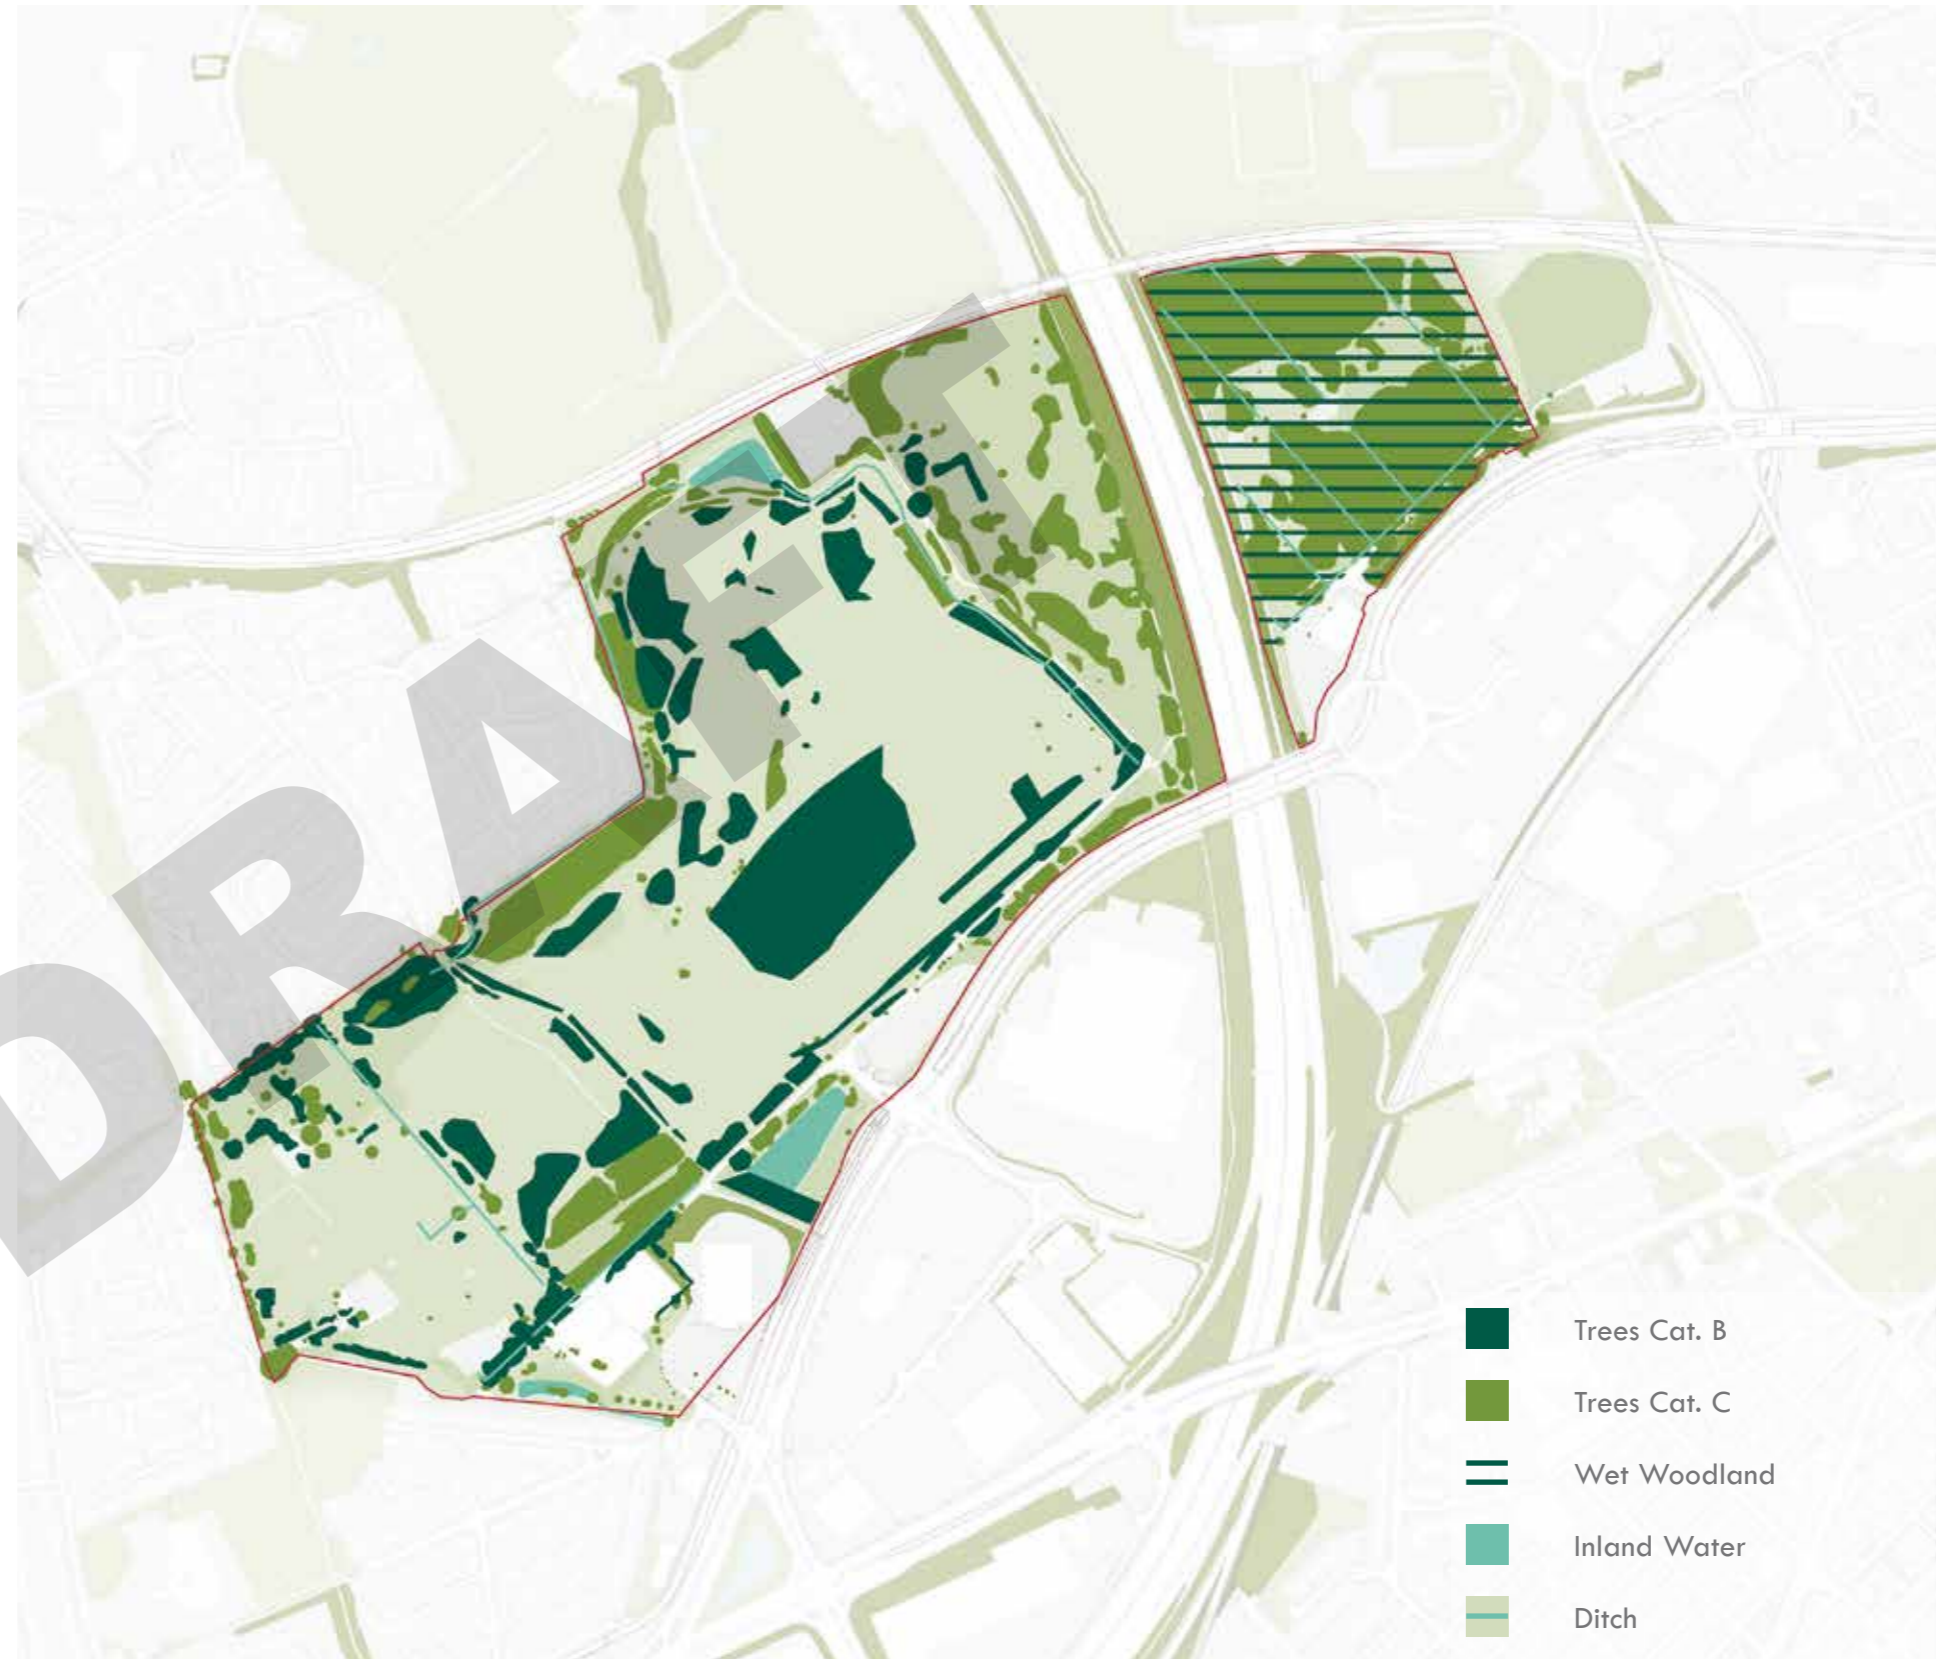 DRAFT
Trees Cat. B
Trees Cat. C
Wet Woodland
Inland Water
Ditch